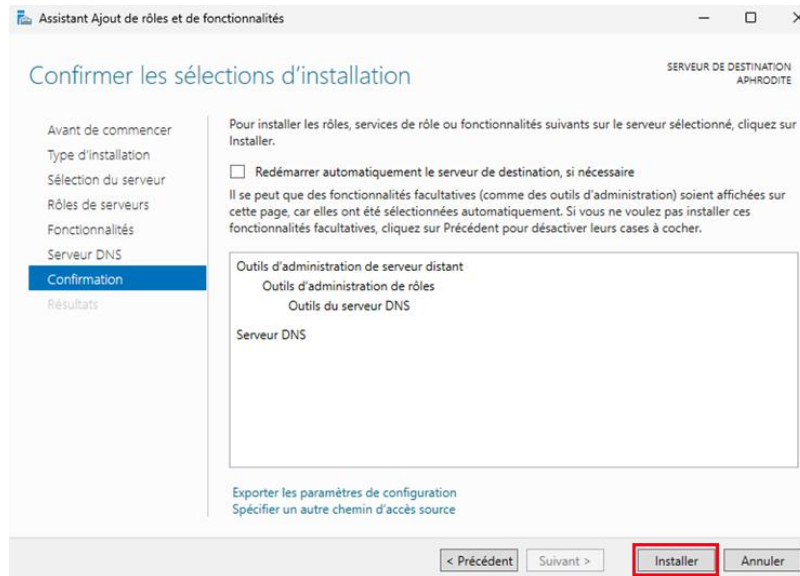 Assistant Ajout de rôles et de fonctionnalités
Confirmer les sélections d'installation
SERVEUR DE DESTINATION
APHRODITE
Avant de commencer
Type d'installation
Sélection du serveur
Rôles de serveurs
Fonctionnalités
Serveur DNS
Confirmation
Résultats
Pour installer les rôles, services de rôle ou fonctionnalités suivants sur le serveur sélectionné, cliquez sur
Installer.
Redémarrer automatiquement le serveur de destination, si nécessaire
Il se peut que des fonctionnalités facultatives (comme des outils d'administration) soient affichées sur
cette page, car elles ont été sélectionnées automatiquement. Si vous ne voulez pas installer ces
fonctionnalités facultatives, cliquez sur Précédent pour désactiver leurs cases à cocher.
Outils d'administration de serveur distant
Outils d'administration de rôles
Outils du serveur DNS
Serveur DNS
Exporter les paramètres de configuration
Spécifier un autre chemin d'accès source
< Précédent
Suivant >
Installer
Annuler